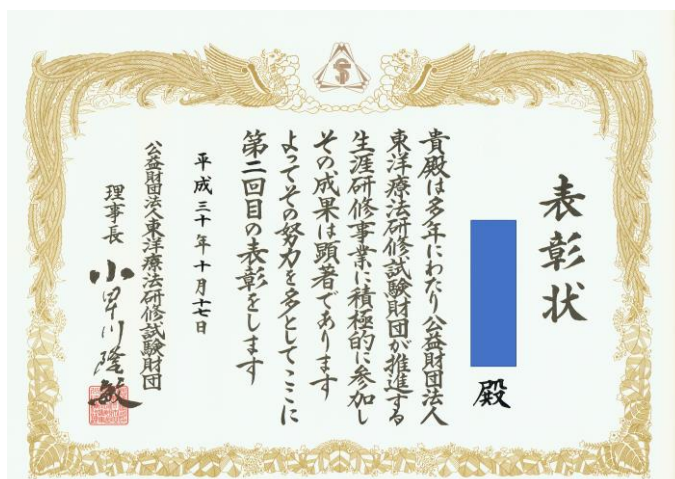 表彰状
殿
貴殿は多年にわたり公益財団法人
東洋療法研修試験財団が推進する
生涯研修事業に積極的に参加し
その成果は顕著であります
よってその努力を多としてここに
第二回目の表彰をします
平成三十年十月十七日
公益財団法人東洋療法研修試験財団
理事長 小早川隆敏